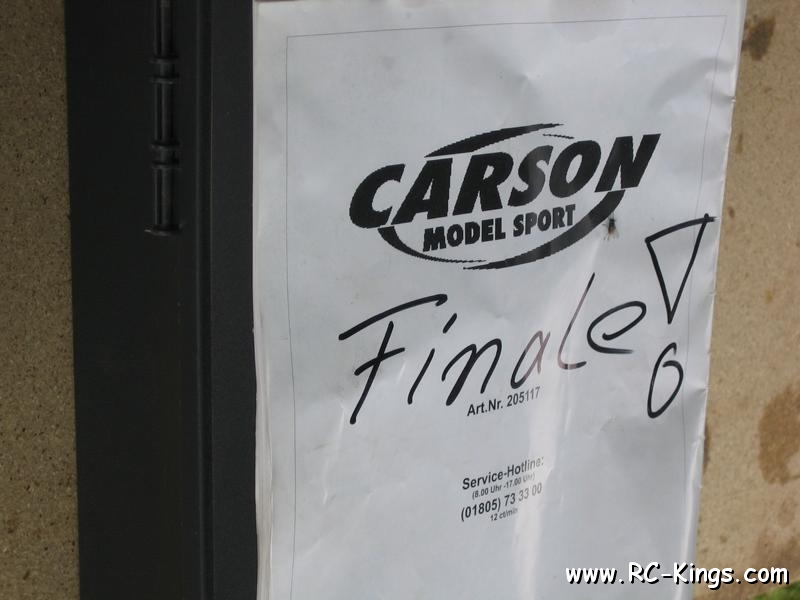 CARSON
MODEL SPORT
Finale!
Art.Nr. 205117
Service-Hotline:
(8.00 Uhr -17.00 Uhr)
(01805) 73 33 00
12 ct/min
www.RC-Kings.com